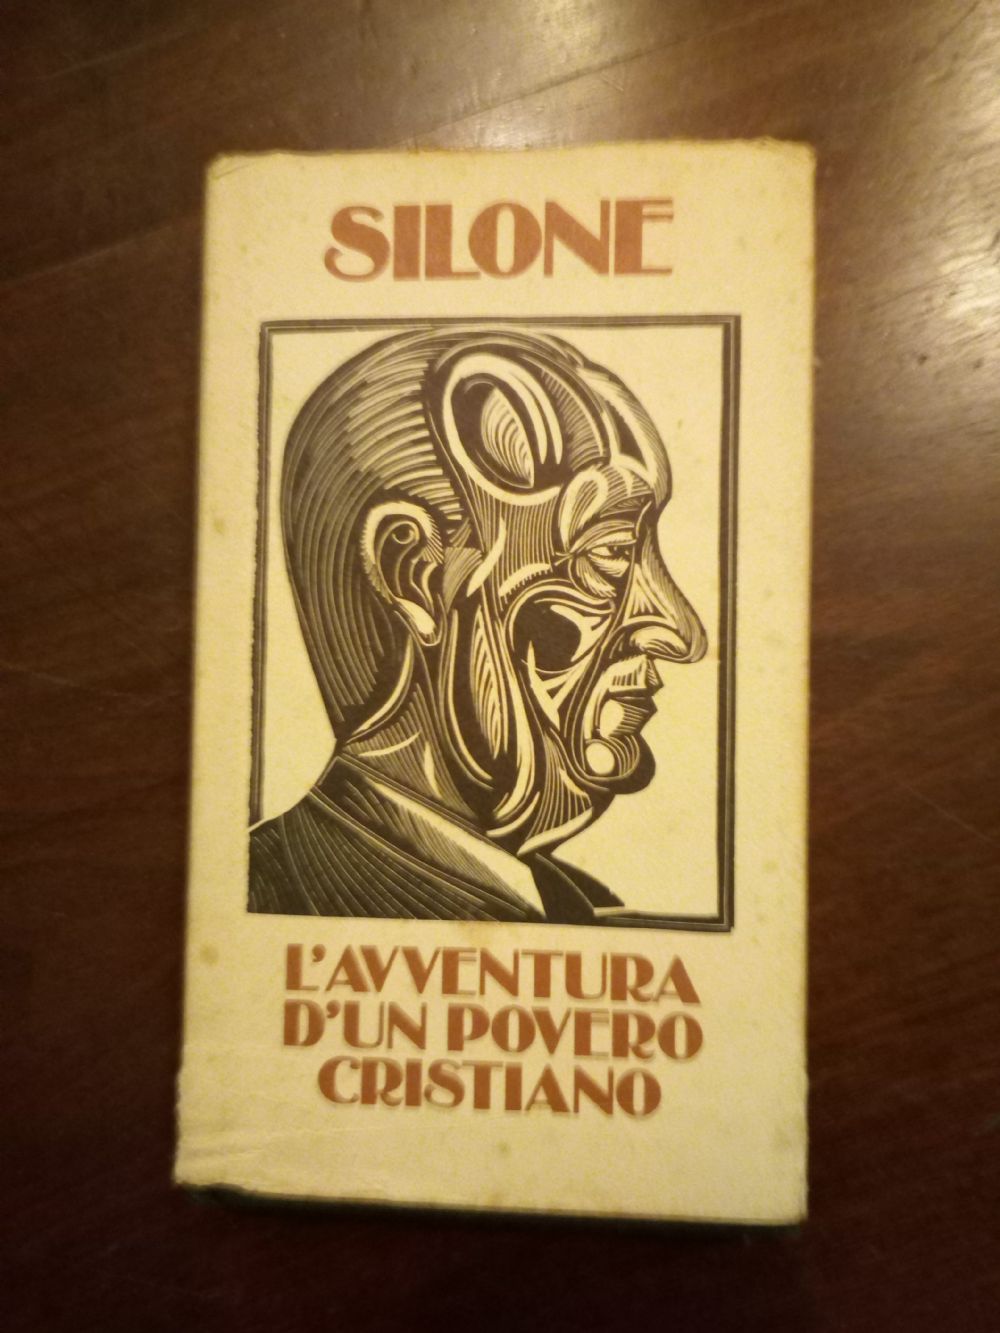 SILONE
L'AVVENTURA
D'UN POVERO
CRISTIANO